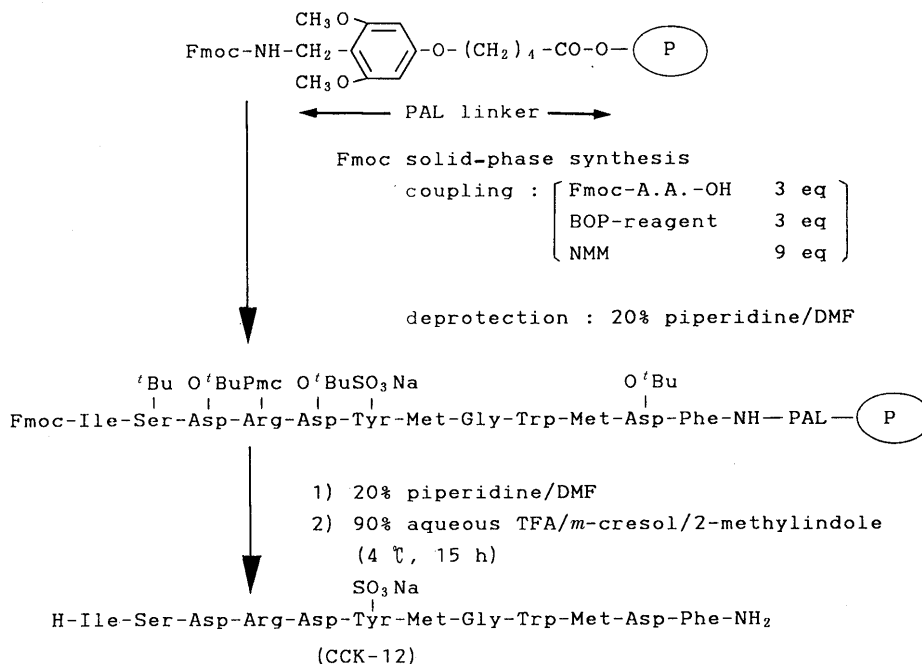 CH3O
Fmoc-NH-CH2 -O-(CH2)4-CO-O- P
CH3O
PAL linker
Fmoc solid-phase synthesis
coupling : Fmoc-A.A.-OH 3 eq
BOP-reagent 3 eq
NMM 9 eq
deprotection : 20% piperidine/DMF
tBu OtBuPmc OtBuSO3Na OtBu
Fmoc-Ile-Ser-Asp-Arg-Asp-Tyr-Met-Gly-Trp-Met-Asp-Phe-NH-PAL- P
1) 20% piperidine/DMF
2) 90% aqueous TFA/m-cresol/2-methylindole
(4 ℃, 15 h)
SO3Na
H-Ile-Ser-Asp-Arg-Asp-Tyr-Met-Gly-Trp-Met-Asp-Phe-NH2
(CCK-12)